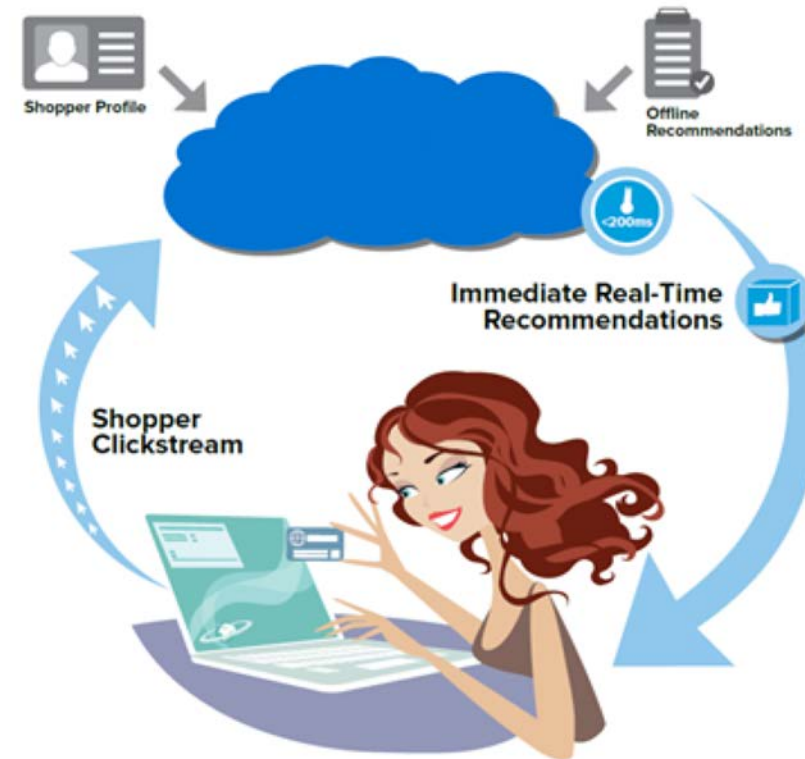 Shopper Profile
Offline
Recommendations
<200ms
Immediate Real-Time
Recommendations
Shopper
Clickstream